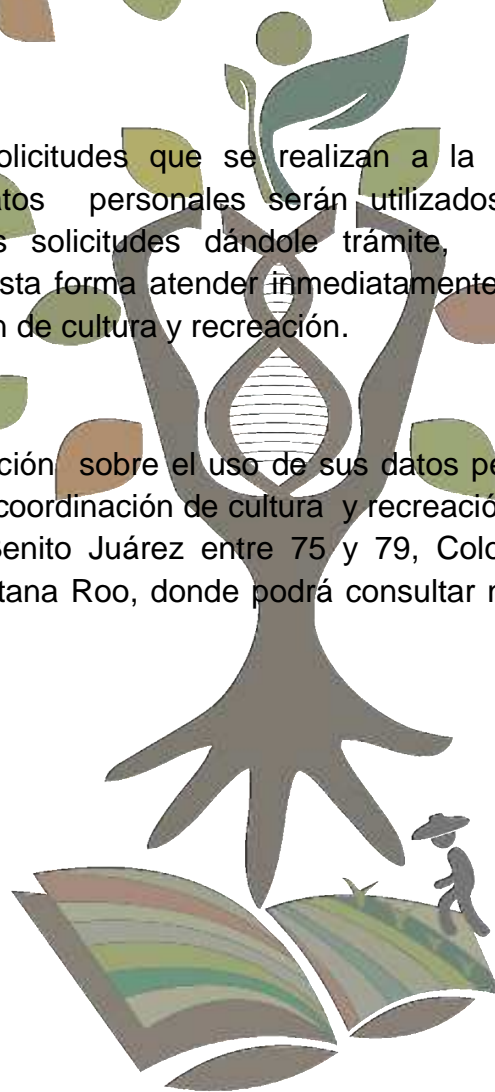 olicitudes que se realizan a la
atos personales serán utilizados
s solicitudes dándole trámite,
sta forma atender inmediatamente
n de cultura y recreación.
ción sobre el uso de sus datos pe
coordinación de cultura y recreació
Benito Juárez entre 75 y 79, Colo
tana Roo, donde podrá consultar